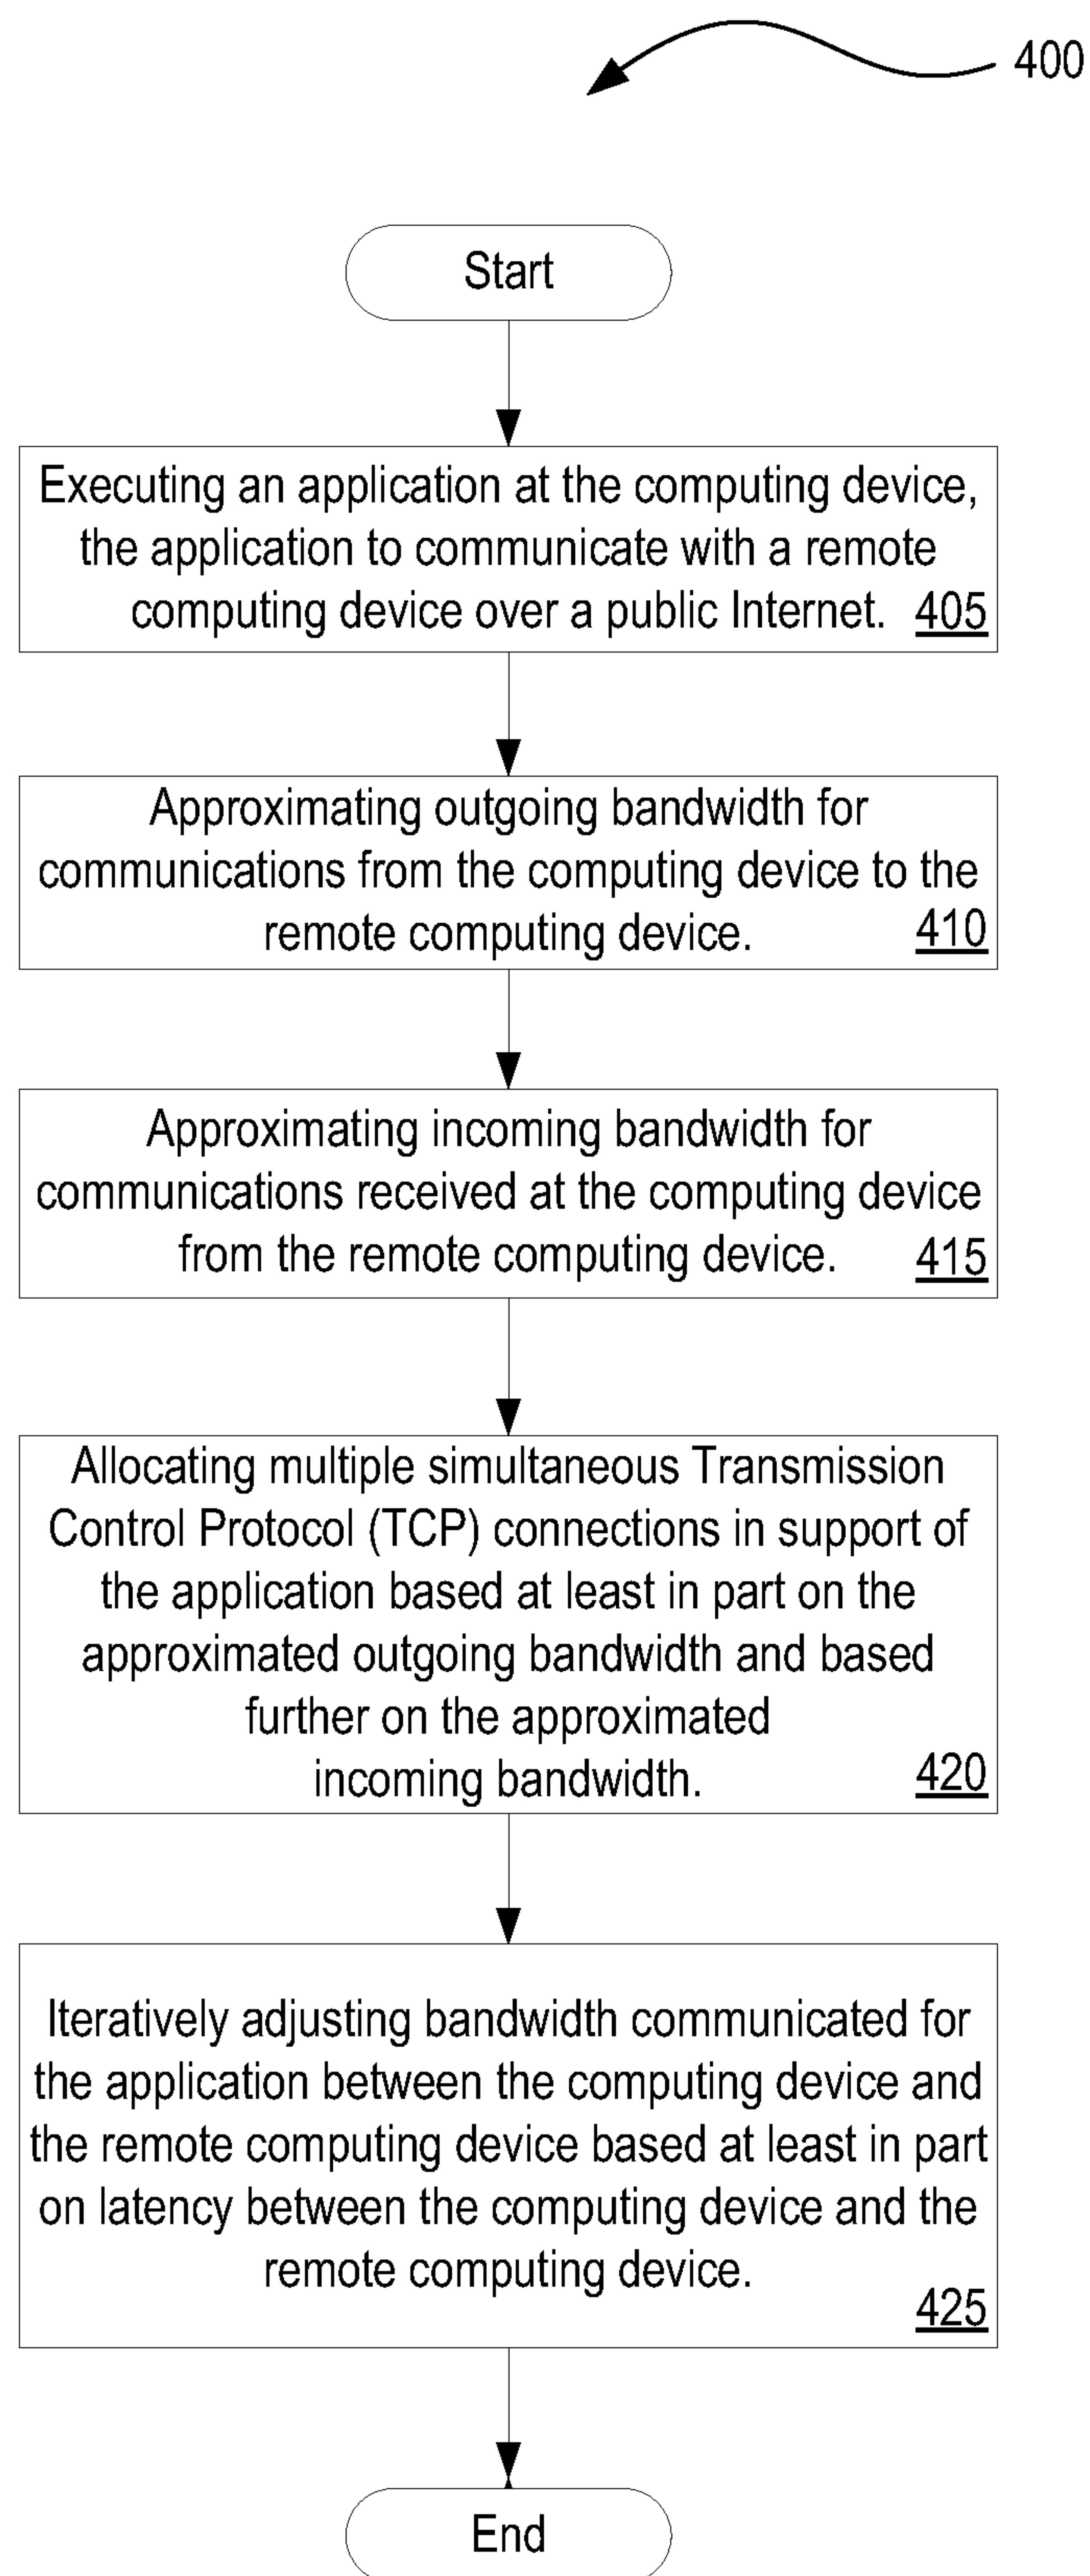 400
Start
Executing an application at the computing device,
the application to communicate with a remote
computing device over a public Internet. 405
Approximating outgoing bandwidth for
communications from the computing device to the
remote computing device. 410
Approximating incoming bandwidth for
communications received at the computing device
from the remote computing device. 415
Allocating multiple simultaneous Transmission
Control Protocol (TCP) connections in support of
the application based at least in part on the
approximated outgoing bandwidth and based
further on the approximated
incoming bandwidth. 420
Iteratively adjusting bandwidth communicated for
the application between the computing device and
the remote computing device based at least in part
on latency between the computing device and the
remote computing device.
425
End